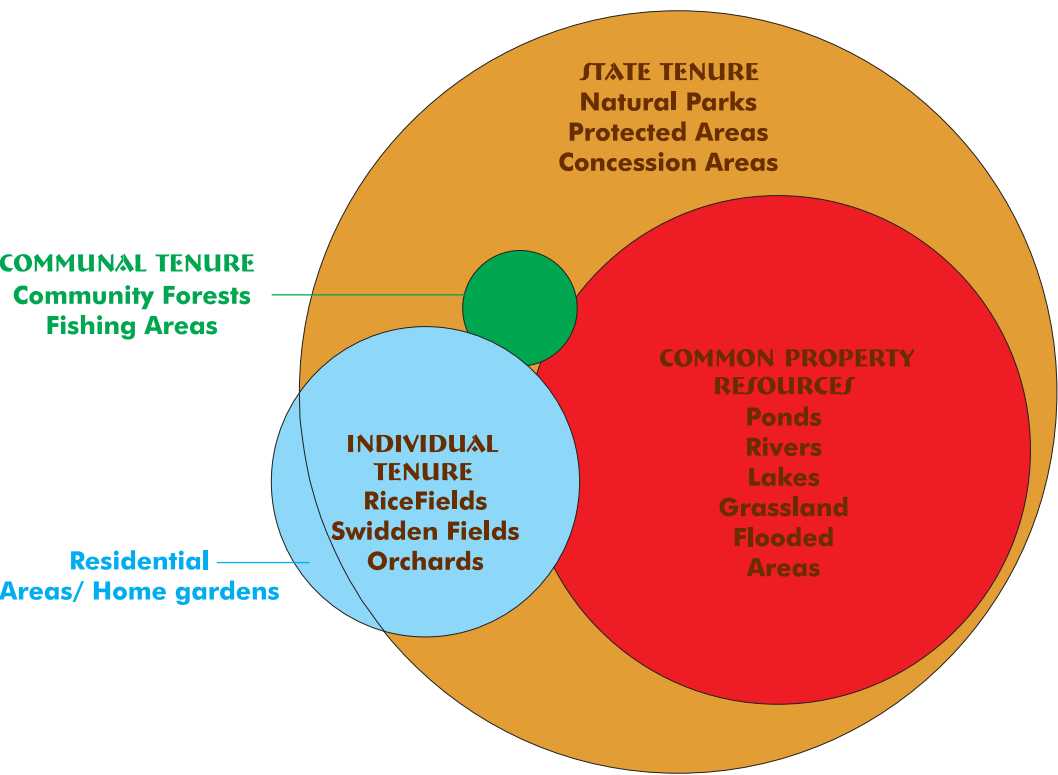 STATE TENURE
Natural Parks
Protected Areas
Concession Areas
COMMUNAL TENURE
Community Forests
Fishing Areas
COMMON PROPERTY
RESOURCES
Ponds
Rivers
Lakes
Grassland
Flooded
Areas
INDIVIDUAL
TENURE
RiceFields
Swidden Fields
Orchards
Residential
Areas/ Home gardens